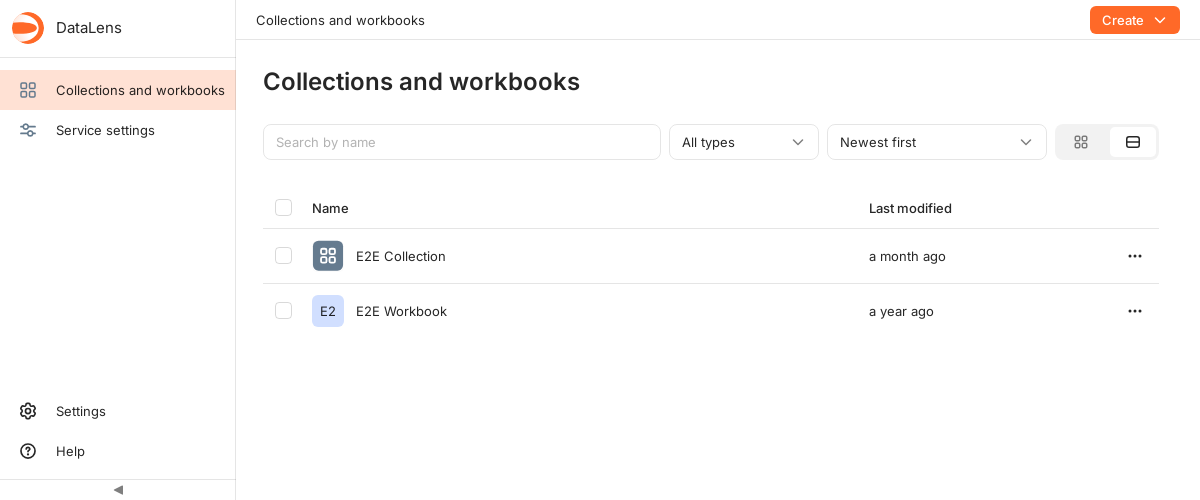 DataLens
Collections and workbooks
Service settings
Settings
Help
Collections and workbooks
Create
Collections and workbooks
Search by name
All types
Newest first
Name
Last modified
E2E Collection
a month ago
E2
E2E Workbook
a year ago